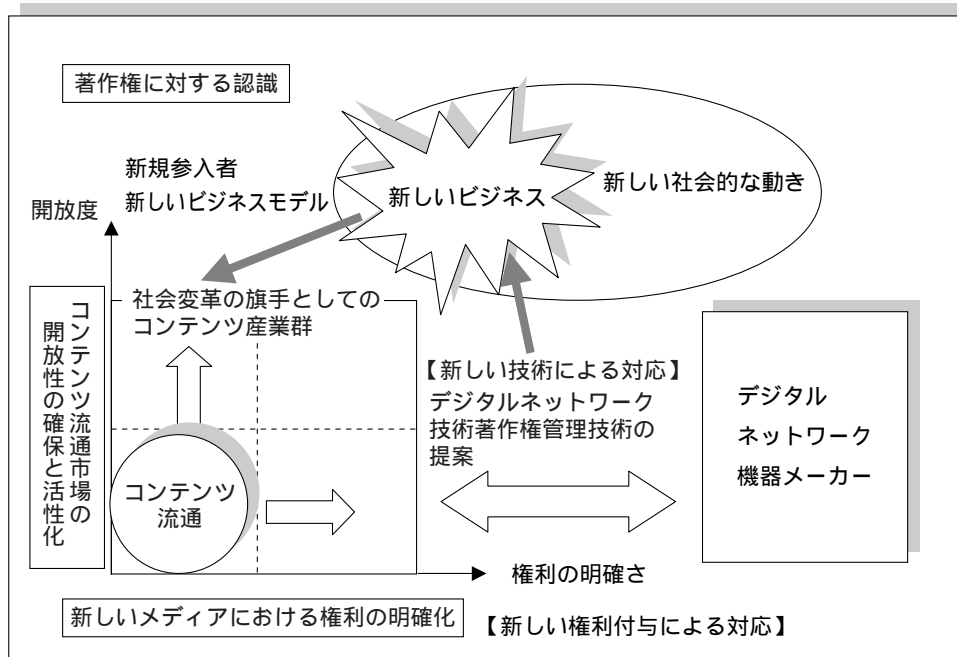 著作権に対する認識
新規参入者
新しいビジネスモデル
新しいビジネス
新しい社会的な動き
開放度
社会変革の旗手としての
コンテンツ産業群
コンテンツ流通市場の
開放性の確保と活性化
【新しい技術による対応】
デジタルネットワーク
技術著作権管理技術の
提案
デジタル
ネットワーク
機器メーカー
コンテンツ
流通
権利の明確さ
新しいメディアにおける権利の明確化
【新しい権利付与による対応】